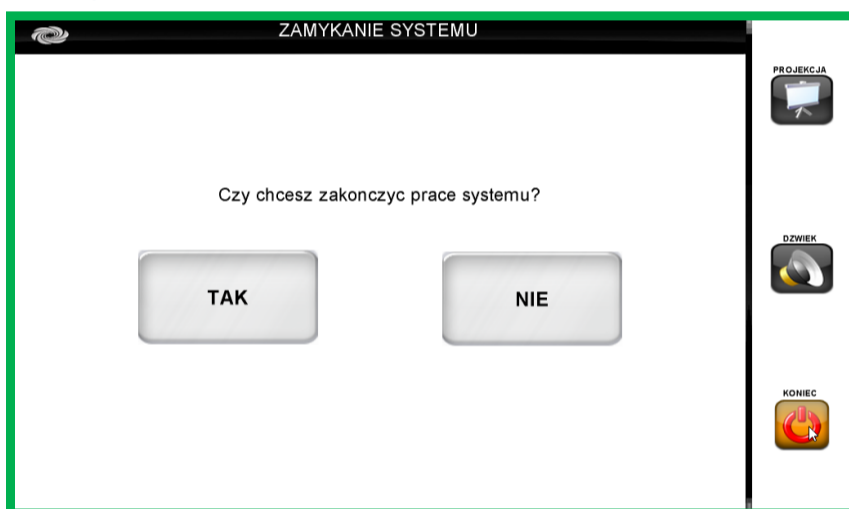 ZAMYKANIE SYSTEMU
PROJEKCJA
Czy chcesz zakonczyc prace systemu?
DZWIEK
TAK
NIE
KONIEC